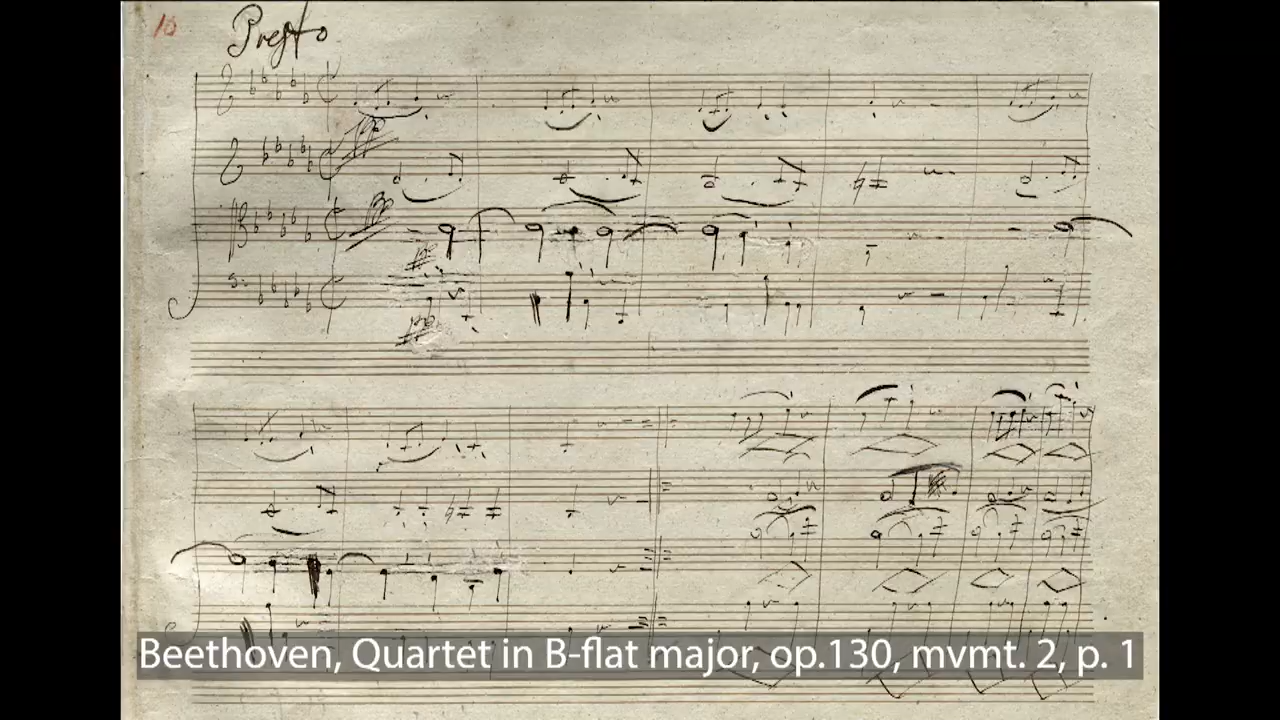 10
Presto
Beethoven, Quartet in B-flat major, op.130, mvmt. 2, p. 1